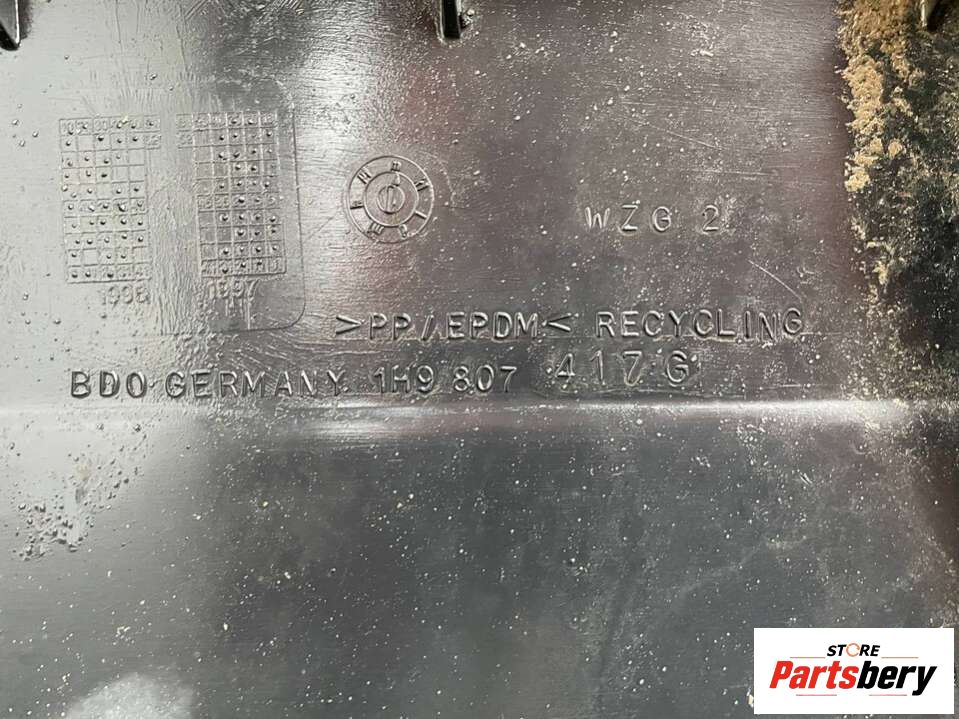 WZG 2
1996 1997
>PP/EPDM< RECYCLING
BDO GERMANY 1H9 807 417 G
STORE
Partsbery